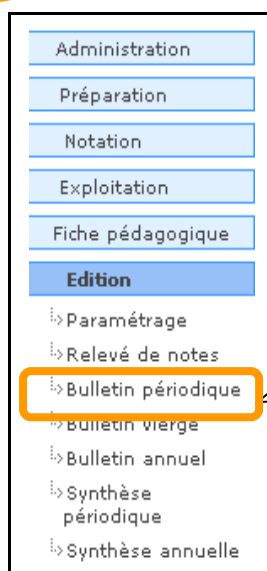 Administration
Préparation
Notation
Exploitation
Fiche pédagogique
Edition
Paramétrage
Relevé de notes
Bulletin périodique
Bulletin vierge
Bulletin annuel
Synthèse
périodique
Synthèse annuelle